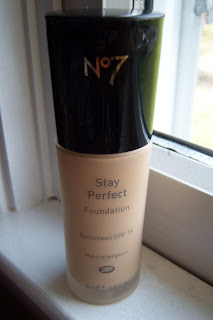 No7
Stay
Perfect
Foundation
Sunscreen/SPF 15
Hypo-allergenic